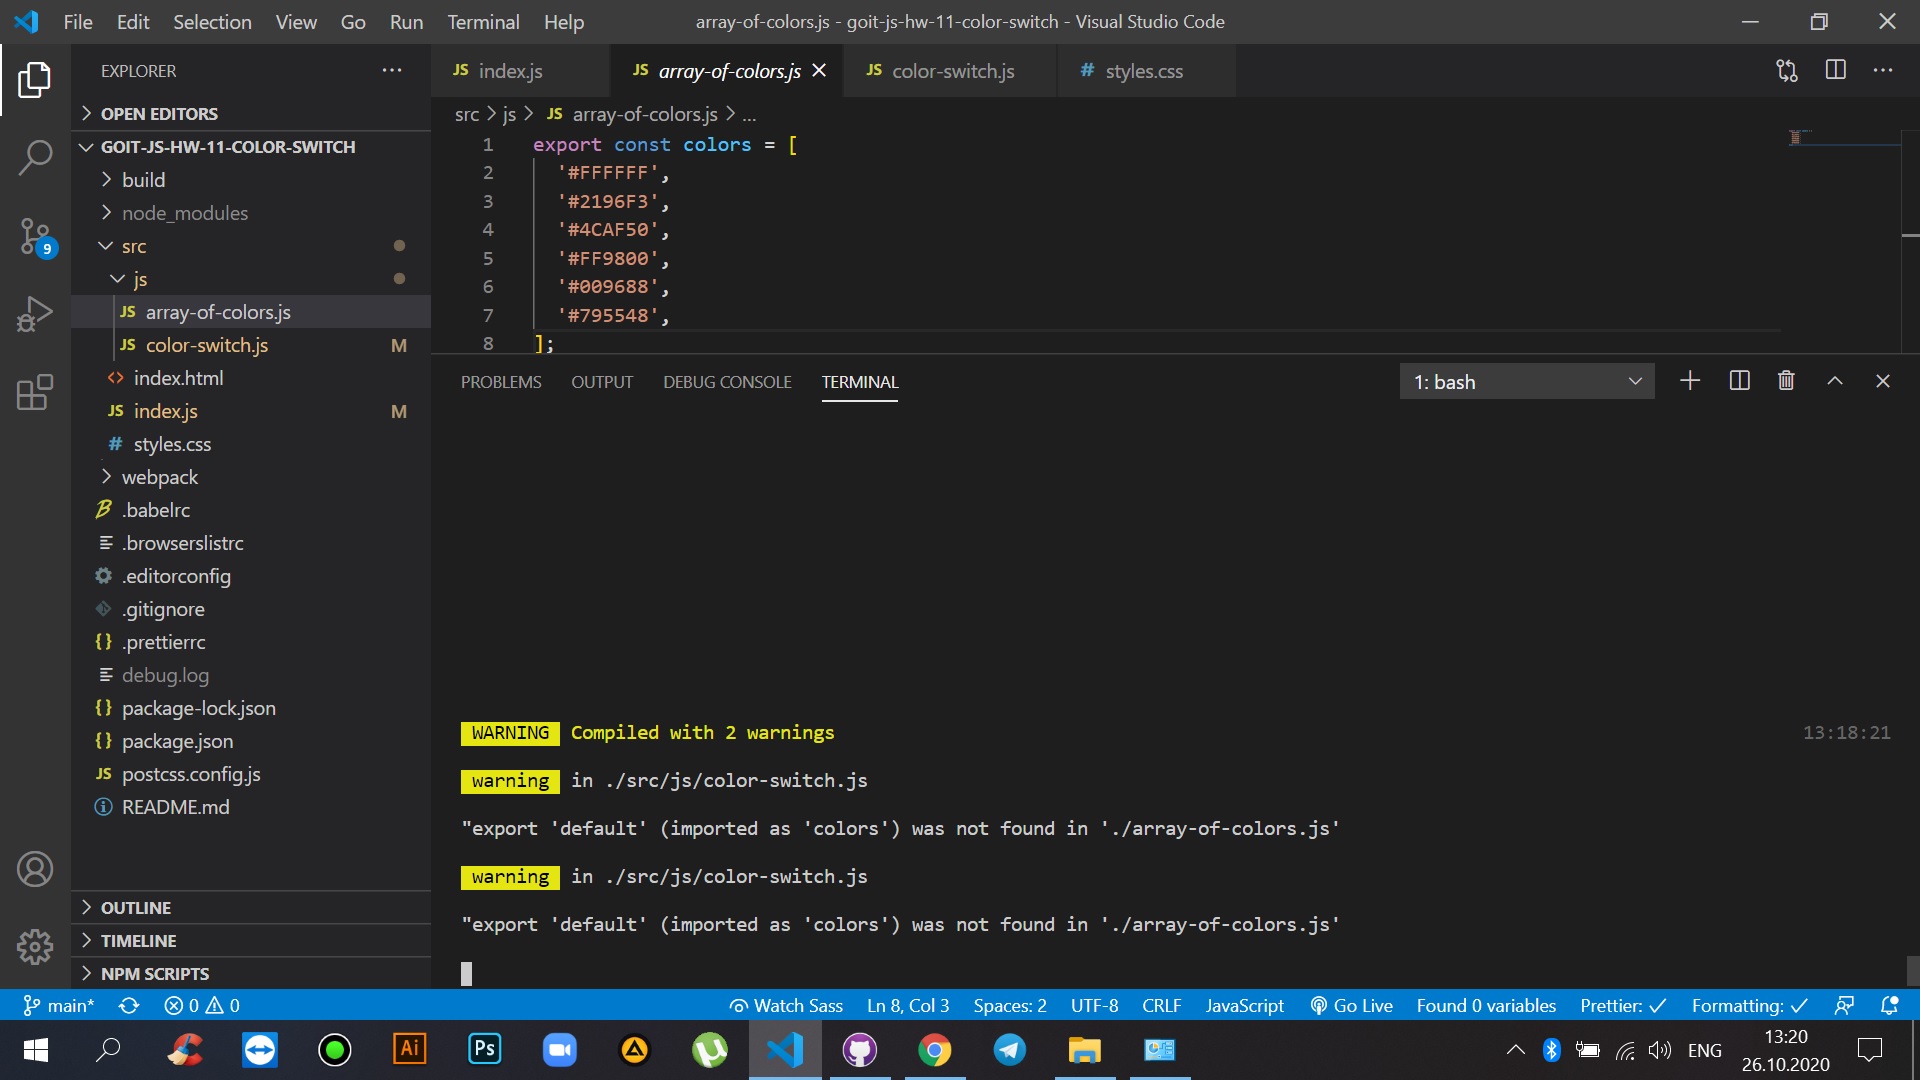 File Edit Selection View Go Run Terminal Help
array-of-colors.js - goit-js-hw-11-color-switch - Visual Studio Code
EXPLORER
OPEN EDITORS
GOIT-JS-HW-11-COLOR-SWITCH
build
node_modules
src
js
JS array-of-colors.js
JS color-switch.js M
<> index.html
JS index.js M
# styles.css
webpack
.babelrc
.browserslistrc
.editorconfig
.gitignore
{} .prettierrc
debug.log
{} package-lock.json
{} package.json
JS postcss.config.js
README.md
OUTLINE
TIMELINE
NPM SCRIPTS
9
JS index.js JS array-of-colors.js JS color-switch.js # styles.css
src > js > JS array-of-colors.js > ...
1 export const colors = [
2 '#FFFFFF',
3 '#2196F3',
4 '#4CAF50',
5 '#FF9800',
6 '#009688',
7 '#795548',
8 ];
PROBLEMS OUTPUT DEBUG CONSOLE TERMINAL 1: bash
WARNING Compiled with 2 warnings 13:18:21
warning in ./src/js/color-switch.js
"export 'default' (imported as 'colors') was not found in './array-of-colors.js'
warning in ./src/js/color-switch.js
"export 'default' (imported as 'colors') was not found in './array-of-colors.js'
main* 0 0 Watch Sass Ln 8, Col 3 Spaces: 2 UTF-8 CRLF JavaScript Go Live Found 0 variables Prettier: ✓ Formatting: ✓
Ai Ps ENG 13:20
26.10.2020